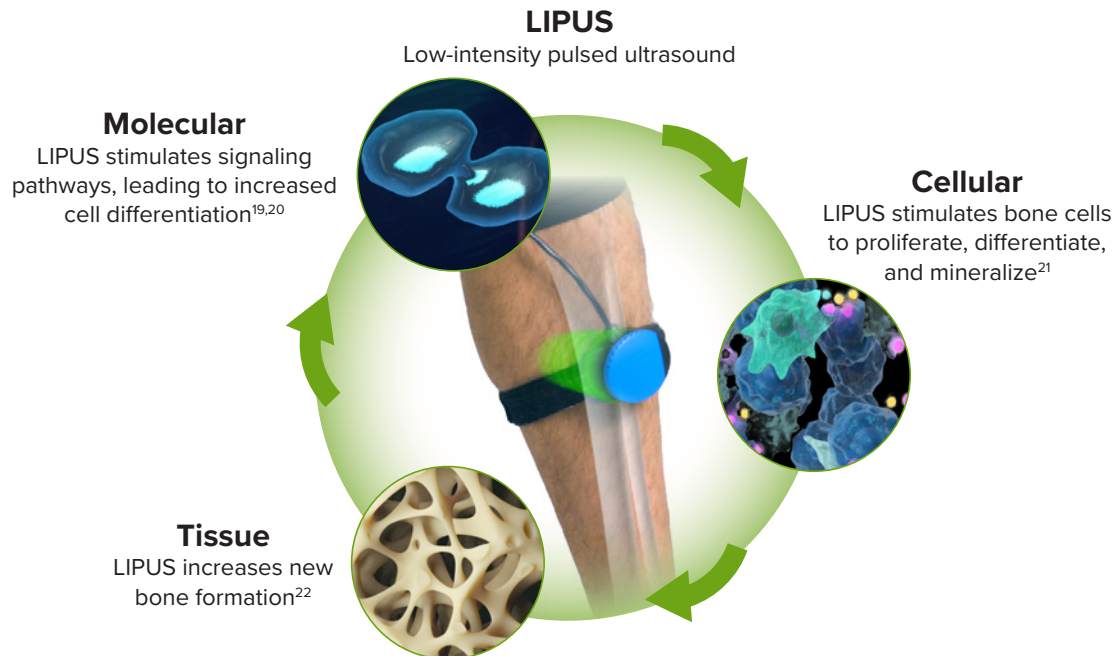 LIPUS
Low-intensity pulsed ultrasound
Molecular
LIPUS stimulates signaling
pathways, leading to increased
cell differentiation¹⁹,²⁰
Cellular
LIPUS stimulates bone cells
to proliferate, differentiate,
and mineralize²¹
Tissue
LIPUS increases new
bone formation²²